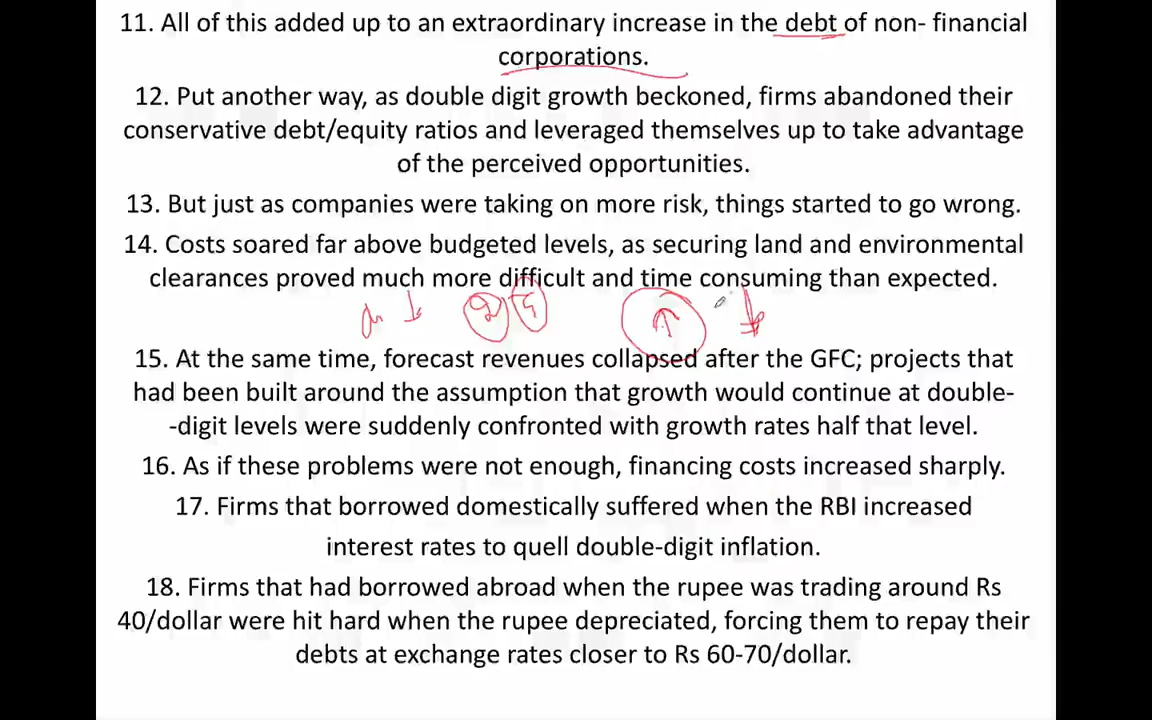 11. All of this added up to an extraordinary increase in the debt of non- financial
corporations.
12. Put another way, as double digit growth beckoned, firms abandoned their
conservative debt/equity ratios and leveraged themselves up to take advantage
of the perceived opportunities.
13. But just as companies were taking on more risk, things started to go wrong.
14. Costs soared far above budgeted levels, as securing land and environmental
clearances proved much more difficult and time consuming than expected.
15. At the same time, forecast revenues collapsed after the GFC; projects that
had been built around the assumption that growth would continue at double-
-digit levels were suddenly confronted with growth rates half that level.
16. As if these problems were not enough, financing costs increased sharply.
17. Firms that borrowed domestically suffered when the RBI increased
interest rates to quell double-digit inflation.
18. Firms that had borrowed abroad when the rupee was trading around Rs
40/dollar were hit hard when the rupee depreciated, forcing them to repay their
debts at exchange rates closer to Rs 60-70/dollar.